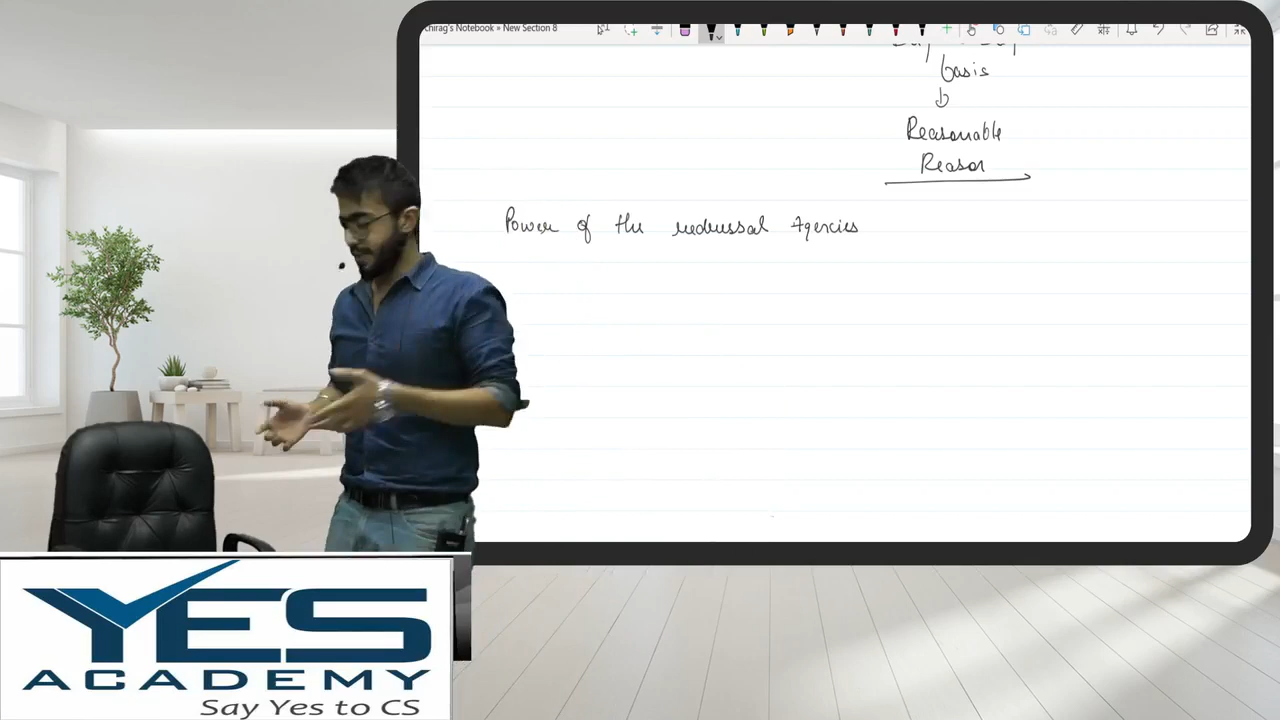 chirag's Notebook » New Section 8
basis
Reasonable
Reason
Power of the redressal Agencies
YES
ACADEMY
Say Yes to CS